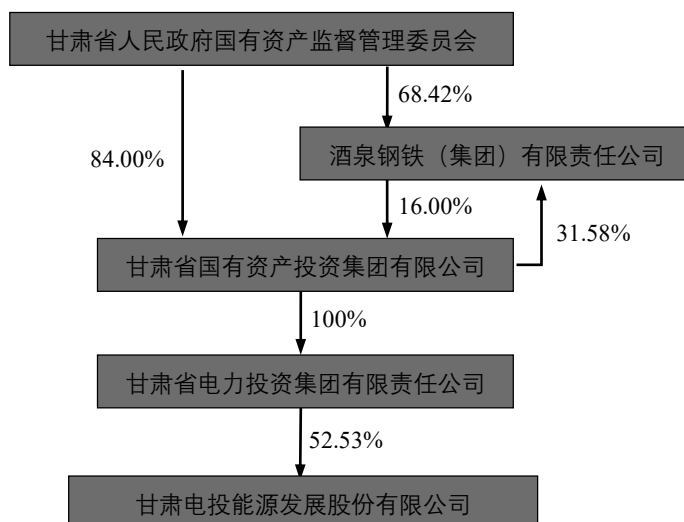 甘肃省人民政府国有资产监督管理委员会
68.42%
酒泉钢铁（集团）有限责任公司
84.00%
16.00%
31.58%
甘肃省国有资产投资集团有限公司
100%
甘肃省电力投资集团有限责任公司
52.53%
甘肃电投能源发展股份有限公司